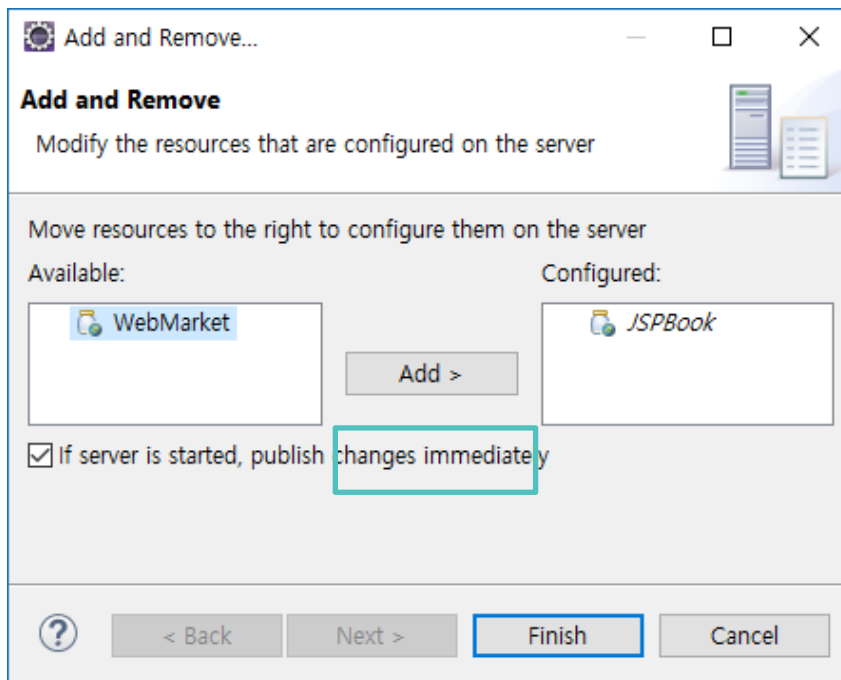 Add and Remove...
Add and Remove
Modify the resources that are configured on the server
Move resources to the right to configure them on the server
Available:
Configured:
WebMarket
JSPBook
Add >
If server is started, publish changes immediately
? < Back Next > Finish Cancel